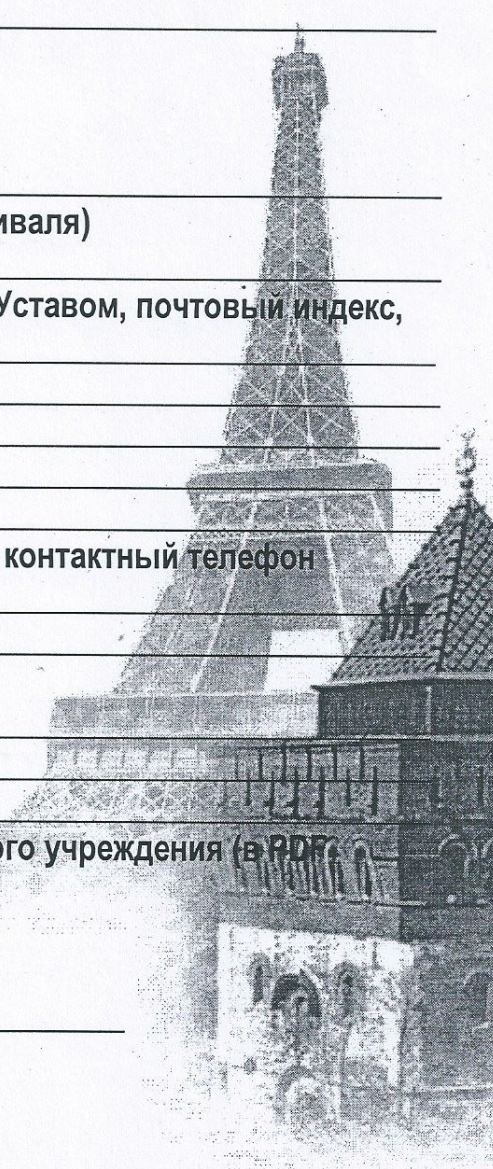 иваля)
Уставом, почтовый индекс,
контактный телефон
ого учреждения (в PDF